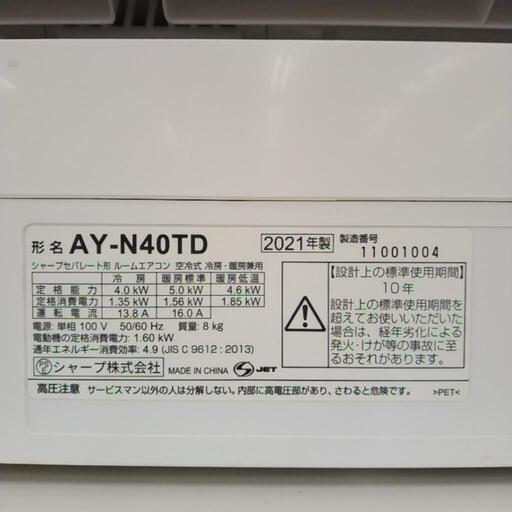 形名 AY-N40TD 2021年製 製造番号 11001004
シャープセパレート形 ルームエアコン 空冷式 冷房・暖房兼用
冷房 暖房標準 暖房低温
定格能力 4.0 kW 5.0 kW 4.6 kW
定格消費電力 1.35 kW 1.56 kW 1.85 kW
運転電流 13.8 A 16.0 A
電源: 単相 100 V 50/60 Hz 質量: 8 kg
電動機の定格消費電力: 1.60 kW
通年エネルギー消費効率: 4.9 (JIS C 9612 : 2013)
シャープ株式会社 MADE IN CHINA JET
【設計上の標準使用期間】
10年
設計上の標準使用期間を
超えてお使いいただいた
場合は、経年劣化による
発火・けが等の事故に至
るおそれがあります。
高圧注意 サービスマン以外の人は分解しない。内部に高電圧部があり、さわると危険です。 >PET<